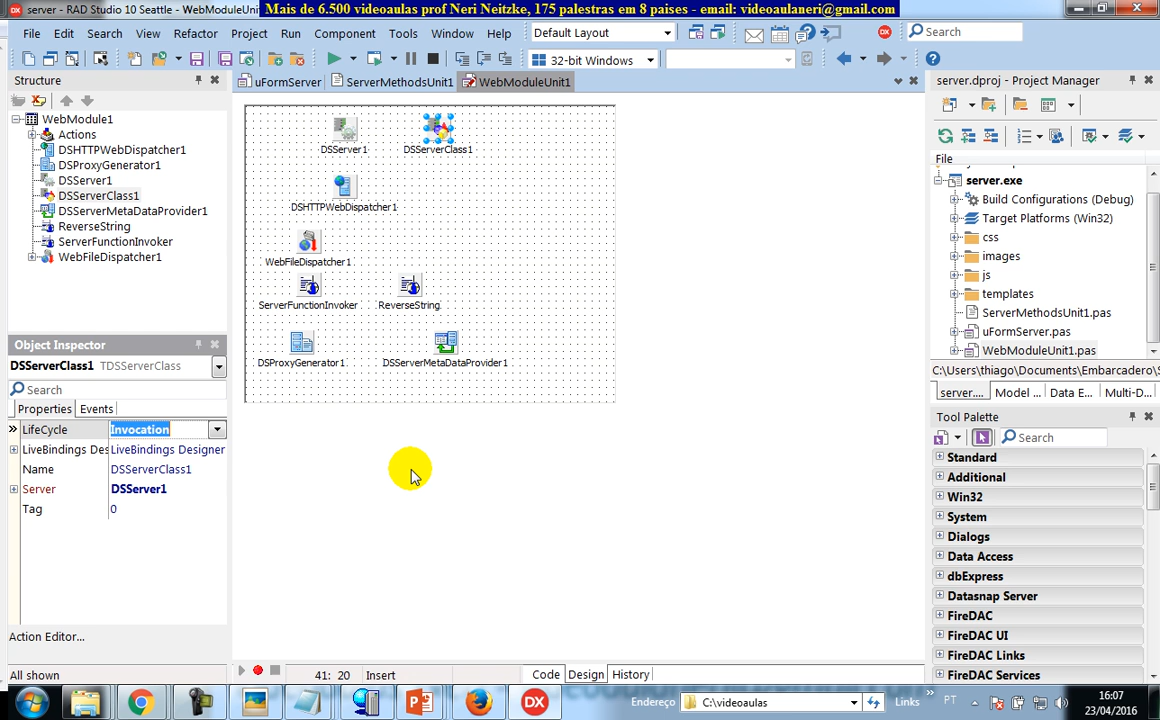 server - RAD Studio 10 Seattle - WebModuleUnit
Mais de 6.500 videoaulas prof Neri Neitzke, 175 palestras em 8 paises - email: videoaulaneri@gmail.com
File Edit Search View Refactor Project Run Component Tools Window Help
Default Layout
Search
32-bit Windows
Structure
uFormServer
ServerMethodsUnit1
WebModuleUnit1
server.dproj - Project Manager
WebModule1
Actions
DSHTTPWebDispatcher1
DSProxyGenerator1
DSServer1
DSServerClass1
DSServerMetaDataProvider1
ReverseString
ServerFunctionInvoker
WebFileDispatcher1
DSServer1
DSServerClass1
DSHTTPWebDispatcher1
WebFileDispatcher1
ServerFunctionInvoker
ReverseString
DSProxyGenerator1
DSServerMetaDataProvider1
File
server.exe
Build Configurations (Debug)
Target Platforms (Win32)
css
images
js
templates
ServerMethodsUnit1.pas
uFormServer.pas
WebModuleUnit1.pas
C:\Users\thiago\Documents\Embarcadero\S
server.... Model ... Data E... Multi-D...
Object Inspector
DSServerClass1 TDSServerClass
Search
Properties Events
LifeCycle Invocation
LiveBindings Des LiveBindings Designer
Name DSServerClass1
Server DSServer1
Tag 0
Action Editor...
All shown
Tool Palette
Search
Standard
Additional
Win32
System
Dialogs
Data Access
dbExpress
Datasnap Server
FireDAC
FireDAC UI
FireDAC Links
FireDAC Services
41: 20 Insert
Code Design History
Endereço C:\videoaulas
Links
PT
16:07
23/04/2016